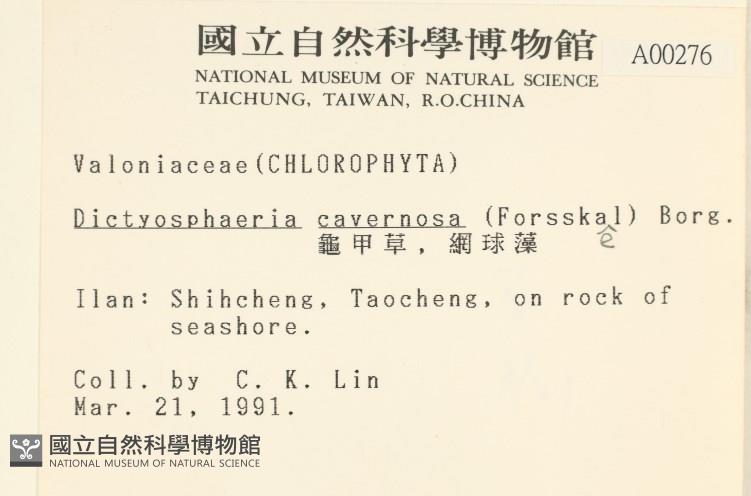 國立自然科學博物館
A00276
NATIONAL MUSEUM OF NATURAL SCIENCE
TAICHUNG, TAIWAN, R.O.CHINA
Valoniaceae(CHLOROPHYTA)
Dictyosphaeria cavernosa (Forsskal) Borg.
e
龜甲草, 網球藻
Ilan: Shihcheng, Taocheng, on rock of
seashore.
Coll. by C. K. Lin
Mar. 21, 1991.
國立自然科學博物館
NATIONAL MUSEUM OF NATURAL SCIENCE